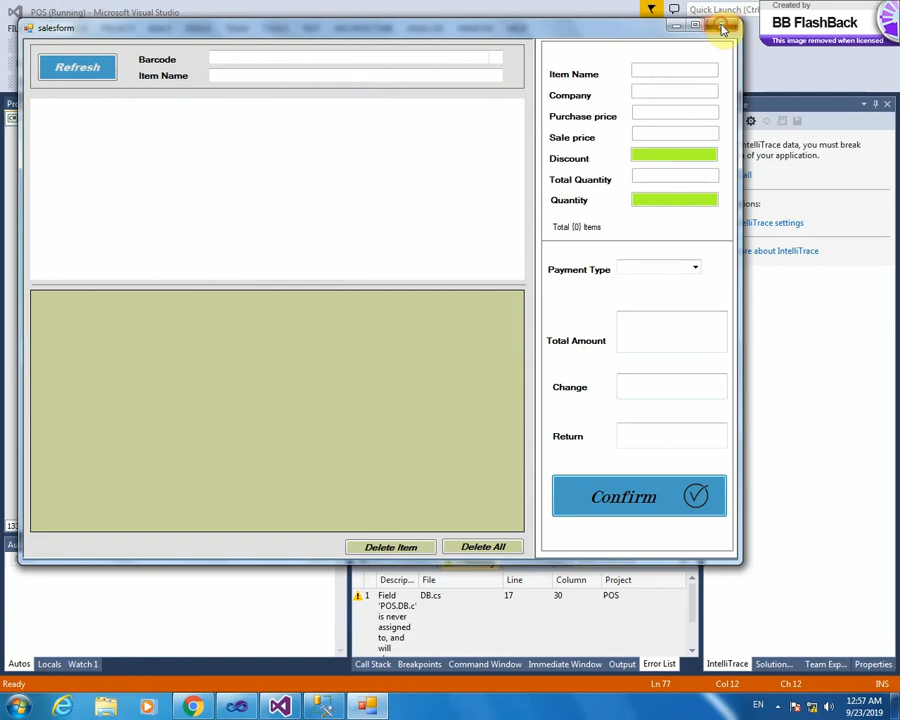 POS (Running) - Microsoft Visual Studio
Quick Launch (Ctrl
Created by
BB FlashBack
This image removed when licensed
salesform
Refresh
Barcode
Item Name
Item Name
Company
Purchase price
Sale price
Discount
Total Quantity
Quantity
Total {0} Items
Payment Type
Total Amount
Change
Return
Confirm
Delete Item
Delete All
ntelliTrace data, you must break
of your application.
ntelliTrace settings
re about IntelliTrace
Descrip...
File
Line
Column
Project
1
Field
'POS.DB.c'
is never
assigned
to, and
will
DB.cs
17
30
POS
Autos
Locals
Watch 1
Call Stack
Breakpoints
Command Window
Immediate Window
Output
Error List
IntelliTrace
Solution...
Team Exp...
Properties
Ready
Ln 77
Col 12
Ch 12
INS
EN
12:57 AM
9/23/2019